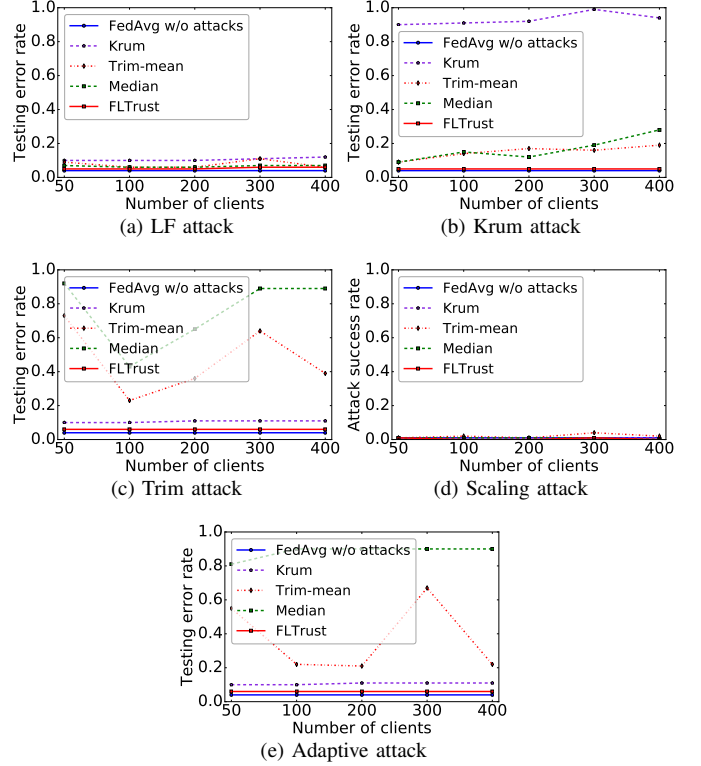 1.0
0.8
0.6
0.4
0.2
0.0
Testing error rate
FedAvg w/o attacks
Krum
Trim-mean
Median
FLTrust
50 100 200 300 400
Number of clients
(a) LF attack
1.0
0.8
0.6
0.4
0.2
0.0
Testing error rate
FedAvg w/o attacks
Krum
Trim-mean
Median
FLTrust
50 100 200 300 400
Number of clients
(b) Krum attack
1.0
0.8
0.6
0.4
0.2
0.0
Testing error rate
FedAvg w/o attacks
Krum
Trim-mean
Median
FLTrust
50 100 200 300 400
Number of clients
(c) Trim attack
1.0
0.8
0.6
0.4
0.2
0.0
Attack success rate
FedAvg w/o attacks
Krum
Trim-mean
Median
FLTrust
50 100 200 300 400
Number of clients
(d) Scaling attack
1.0
0.8
0.6
0.4
0.2
0.0
Testing error rate
FedAvg w/o attacks
Krum
Trim-mean
Median
FLTrust
50 100 200 300 400
Number of clients
(e) Adaptive attack